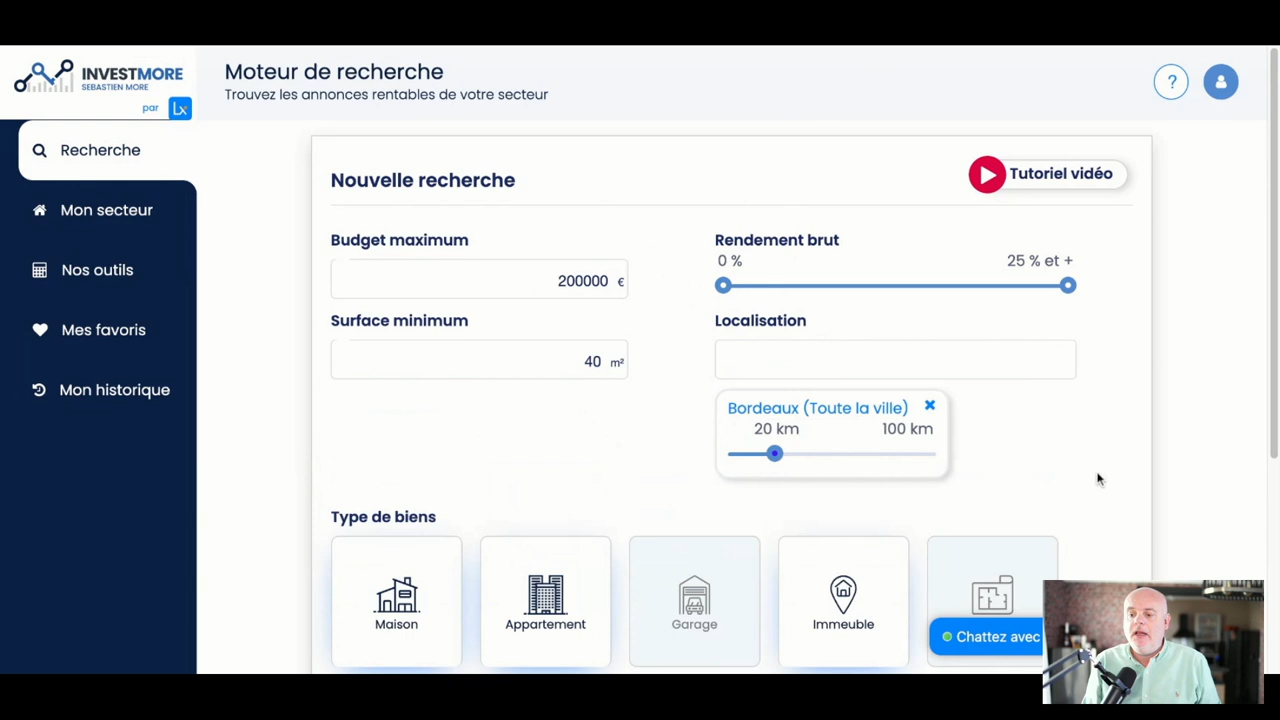 INVESTMORE
SEBASTIEN MORE
par Lx
Moteur de recherche
Trouvez les annonces rentables de votre secteur
?
Recherche
Mon secteur
Nos outils
Mes favoris
Mon historique
Nouvelle recherche
Tutoriel vidéo
Budget maximum
200000 €
Rendement brut
0 %
25 % et +
Surface minimum
40 m²
Localisation
Bordeaux (Toute la ville)
20 km
100 km
Type de biens
Maison
Appartement
Garage
Immeuble
Chattez avec